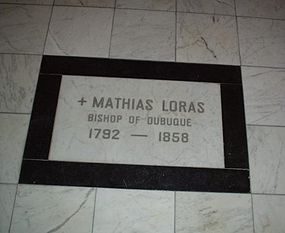 + MATHIAS LORAS
BISHOP OF DUBUQUE
1792 — 1858